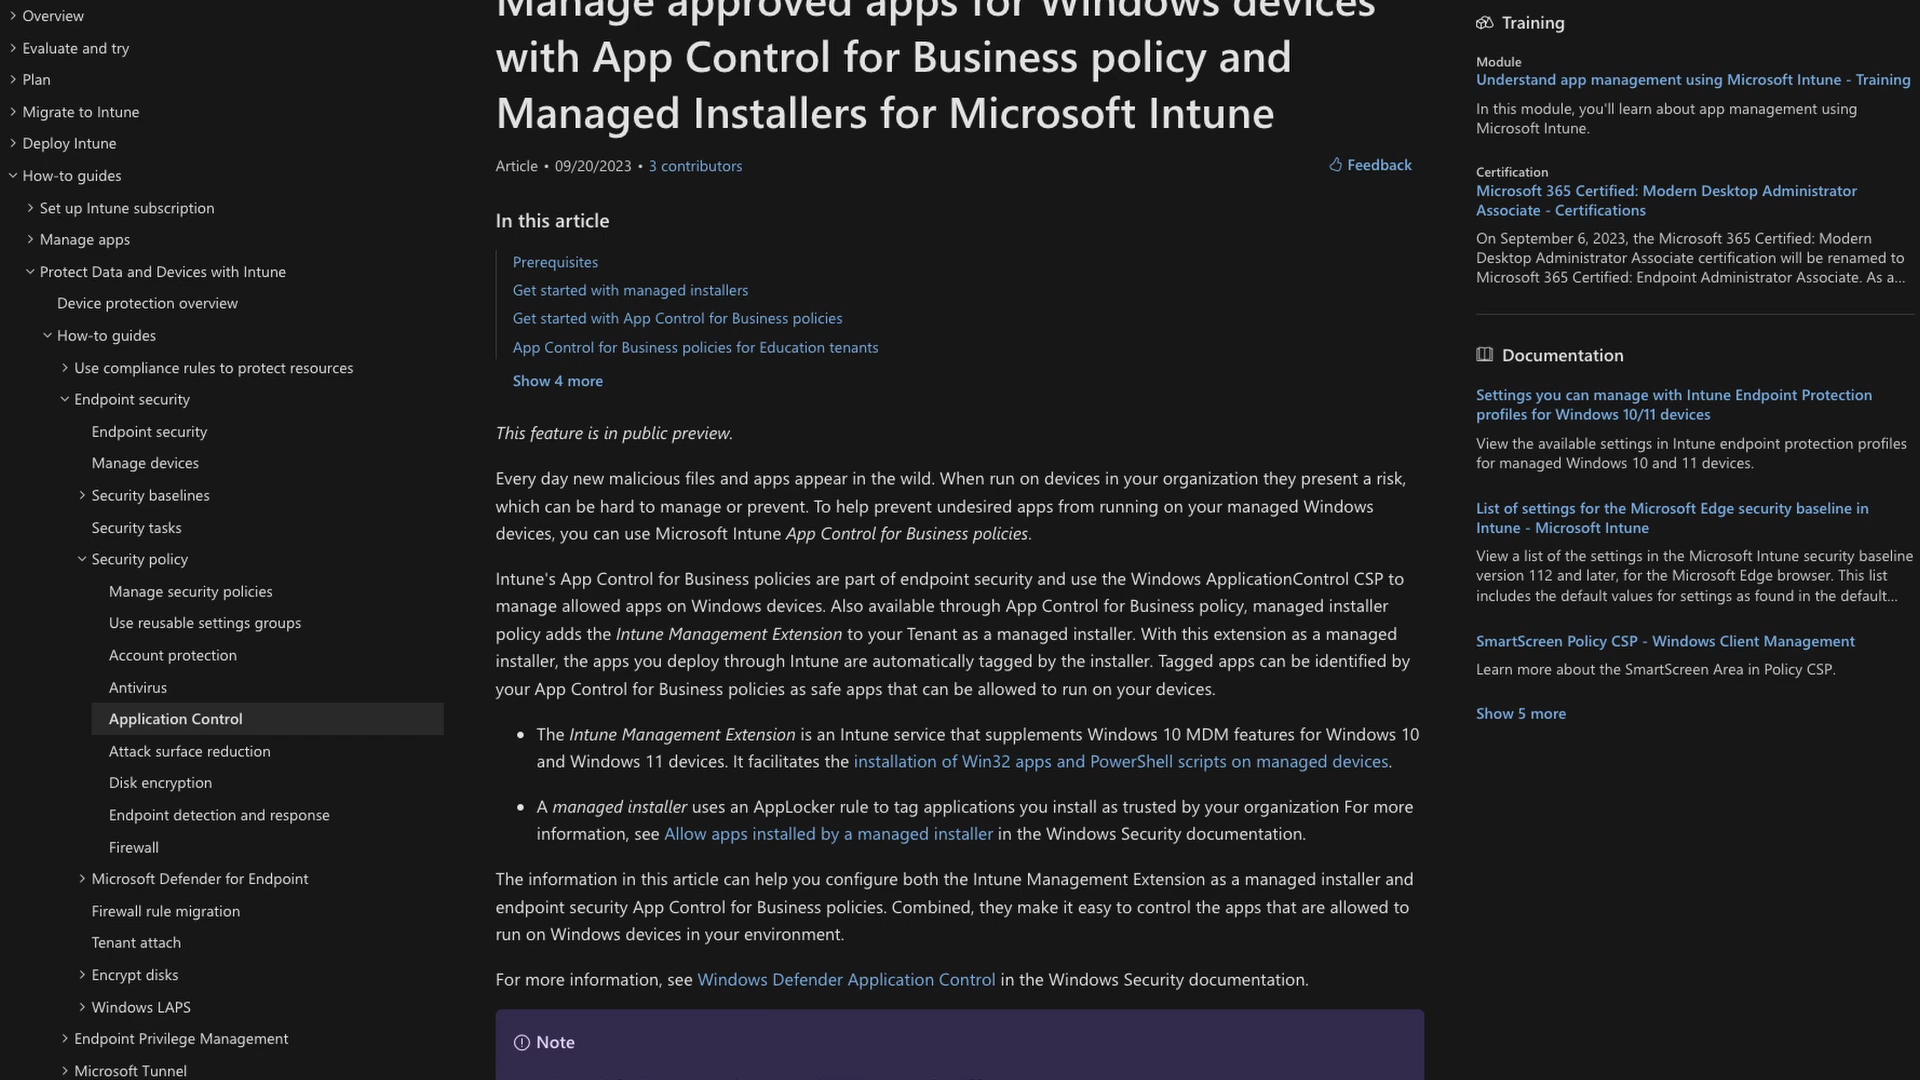 Overview
Evaluate and try
Plan
Migrate to Intune
Deploy Intune
How-to guides
Set up Intune subscription
Manage apps
Protect Data and Devices with Intune
Device protection overview
How-to guides
Use compliance rules to protect resources
Endpoint security
Endpoint security
Manage devices
Security baselines
Security tasks
Security policy
Manage security policies
Use reusable settings groups
Account protection
Antivirus
Application Control
Attack surface reduction
Disk encryption
Endpoint detection and response
Firewall
Microsoft Defender for Endpoint
Firewall rule migration
Tenant attach
Encrypt disks
Windows LAPS
Endpoint Privilege Management
Microsoft Tunnel
Manage approved apps for Windows devices
with App Control for Business policy and
Managed Installers for Microsoft Intune
Article • 09/20/2023 • 3 contributors
Feedback
In this article
Prerequisites
Get started with managed installers
Get started with App Control for Business policies
App Control for Business policies for Education tenants
Show 4 more
This feature is in public preview.
Every day new malicious files and apps appear in the wild. When run on devices in your organization they present a risk,
which can be hard to manage or prevent. To help prevent undesired apps from running on your managed Windows
devices, you can use Microsoft Intune App Control for Business policies.
Intune's App Control for Business policies are part of endpoint security and use the Windows ApplicationControl CSP to
manage allowed apps on Windows devices. Also available through App Control for Business policy, managed installer
policy adds the Intune Management Extension to your Tenant as a managed installer. With this extension as a managed
installer, the apps you deploy through Intune are automatically tagged by the installer. Tagged apps can be identified by
your App Control for Business policies as safe apps that can be allowed to run on your devices.
• The Intune Management Extension is an Intune service that supplements Windows 10 MDM features for Windows 10
and Windows 11 devices. It facilitates the installation of Win32 apps and PowerShell scripts on managed devices.
• A managed installer uses an AppLocker rule to tag applications you install as trusted by your organization For more
information, see Allow apps installed by a managed installer in the Windows Security documentation.
The information in this article can help you configure both the Intune Management Extension as a managed installer and
endpoint security App Control for Business policies. Combined, they make it easy to control the apps that are allowed to
run on Windows devices in your environment.
For more information, see Windows Defender Application Control in the Windows Security documentation.
Note
Training
Module
Understand app management using Microsoft Intune - Training
In this module, you'll learn about app management using
Microsoft Intune.
Certification
Microsoft 365 Certified: Modern Desktop Administrator
Associate - Certifications
On September 6, 2023, the Microsoft 365 Certified: Modern
Desktop Administrator Associate certification will be renamed to
Microsoft 365 Certified: Endpoint Administrator Associate. As a...
Documentation
Settings you can manage with Intune Endpoint Protection
profiles for Windows 10/11 devices
View the available settings in Intune endpoint protection profiles
for managed Windows 10 and 11 devices.
List of settings for the Microsoft Edge security baseline in
Intune - Microsoft Intune
View a list of the settings in the Microsoft Intune security baseline
version 112 and later, for the Microsoft Edge browser. This list
includes the default values for settings as found in the default...
SmartScreen Policy CSP - Windows Client Management
Learn more about the SmartScreen Area in Policy CSP.
Show 5 more